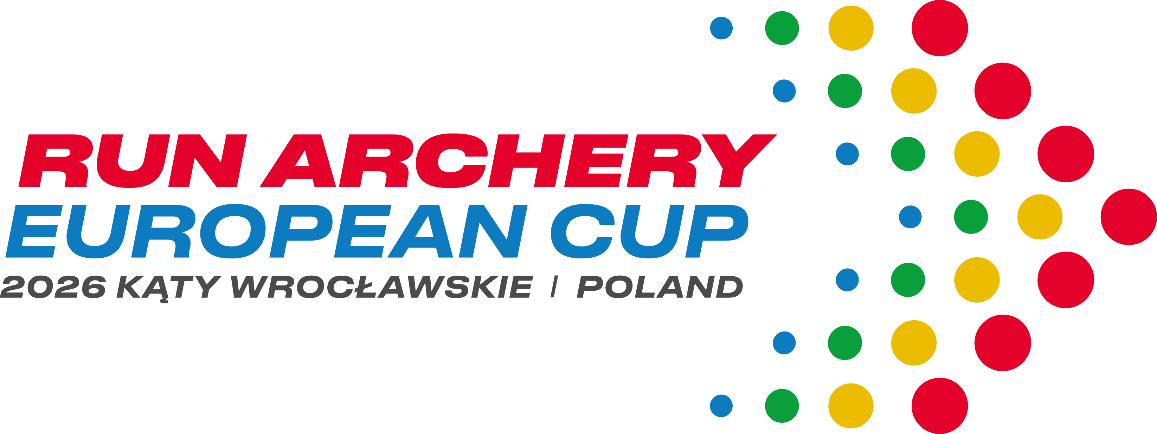 RUN ARCHERY
EUROPEAN CUP
2026 KĄTY WROCŁAWSKIE | POLAND